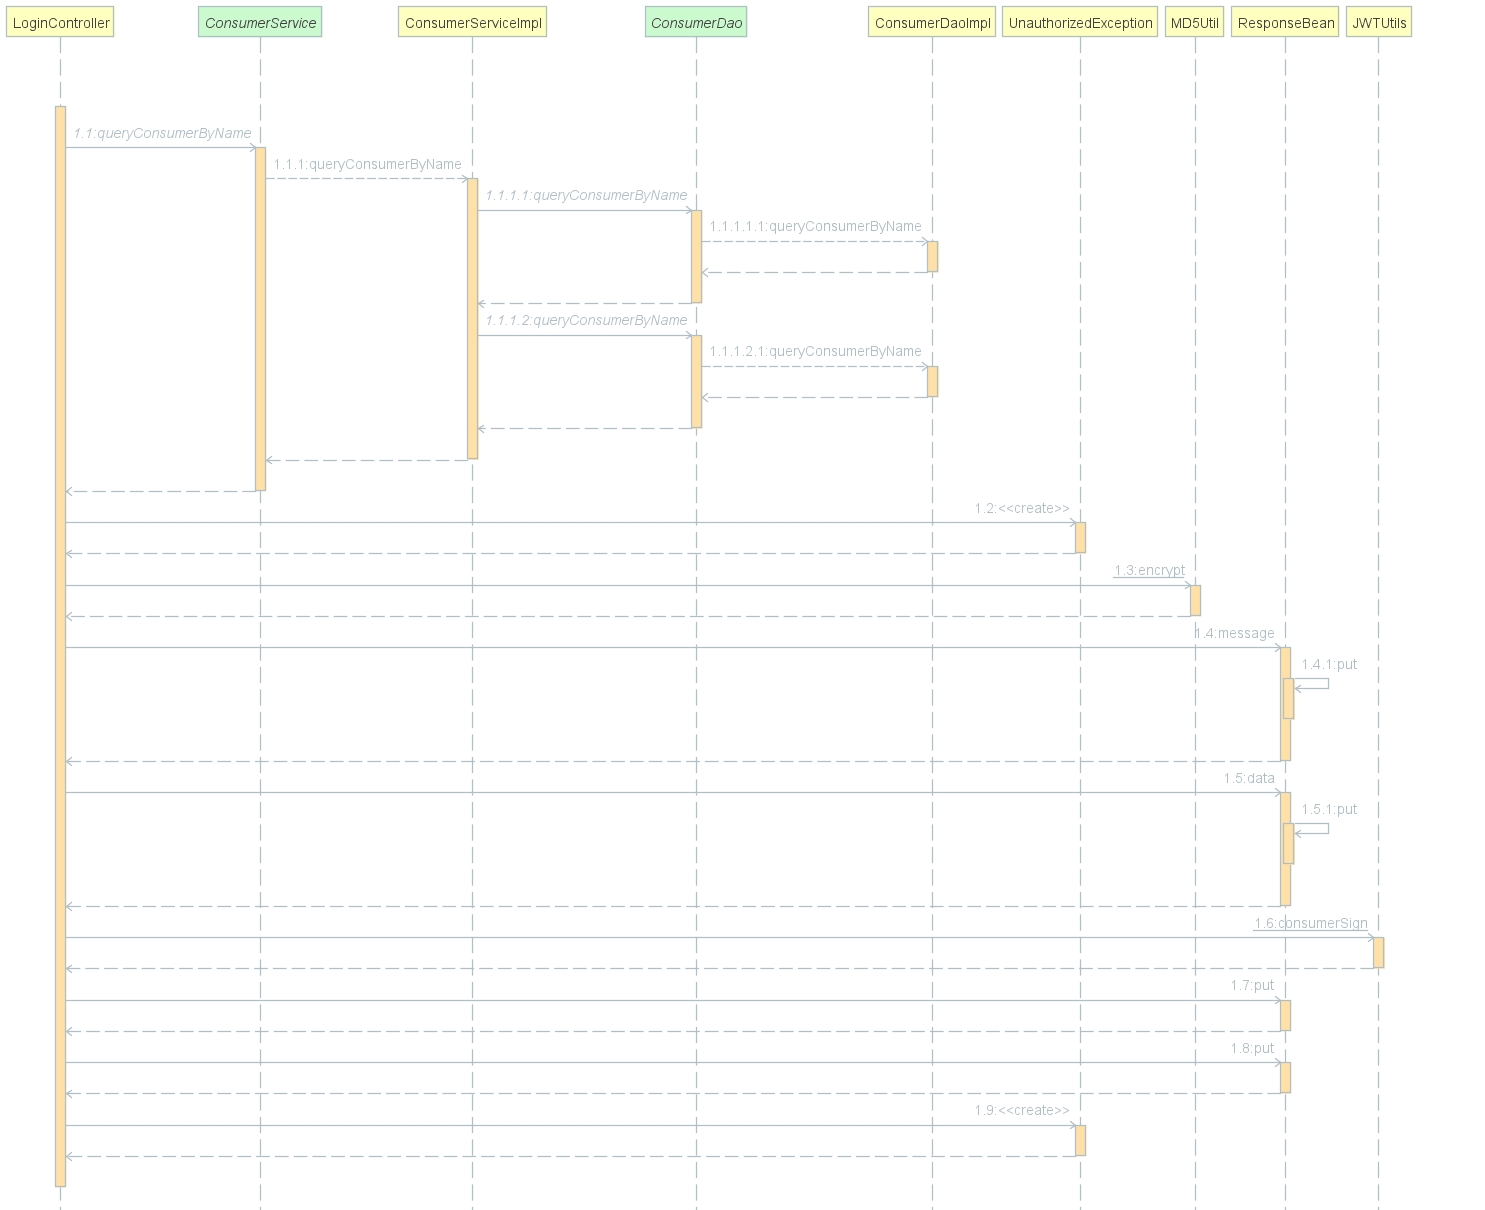 LoginController
ConsumerService
ConsumerServiceImpl
ConsumerDao
ConsumerDaoImpl
UnauthorizedException
MD5Util
ResponseBean
JWTUtils
1.1:queryConsumerByName
1.1.1:queryConsumerByName
1.1.1.1:queryConsumerByName
1.1.1.1.1:queryConsumerByName
1.1.1.2:queryConsumerByName
1.1.1.2.1:queryConsumerByName
1.2:<<create>>
1.3:encrypt
1.4:message
1.4.1:put
1.5:data
1.5.1:put
1.6:consumerSign
1.7:put
1.8:put
1.9:<<create>>